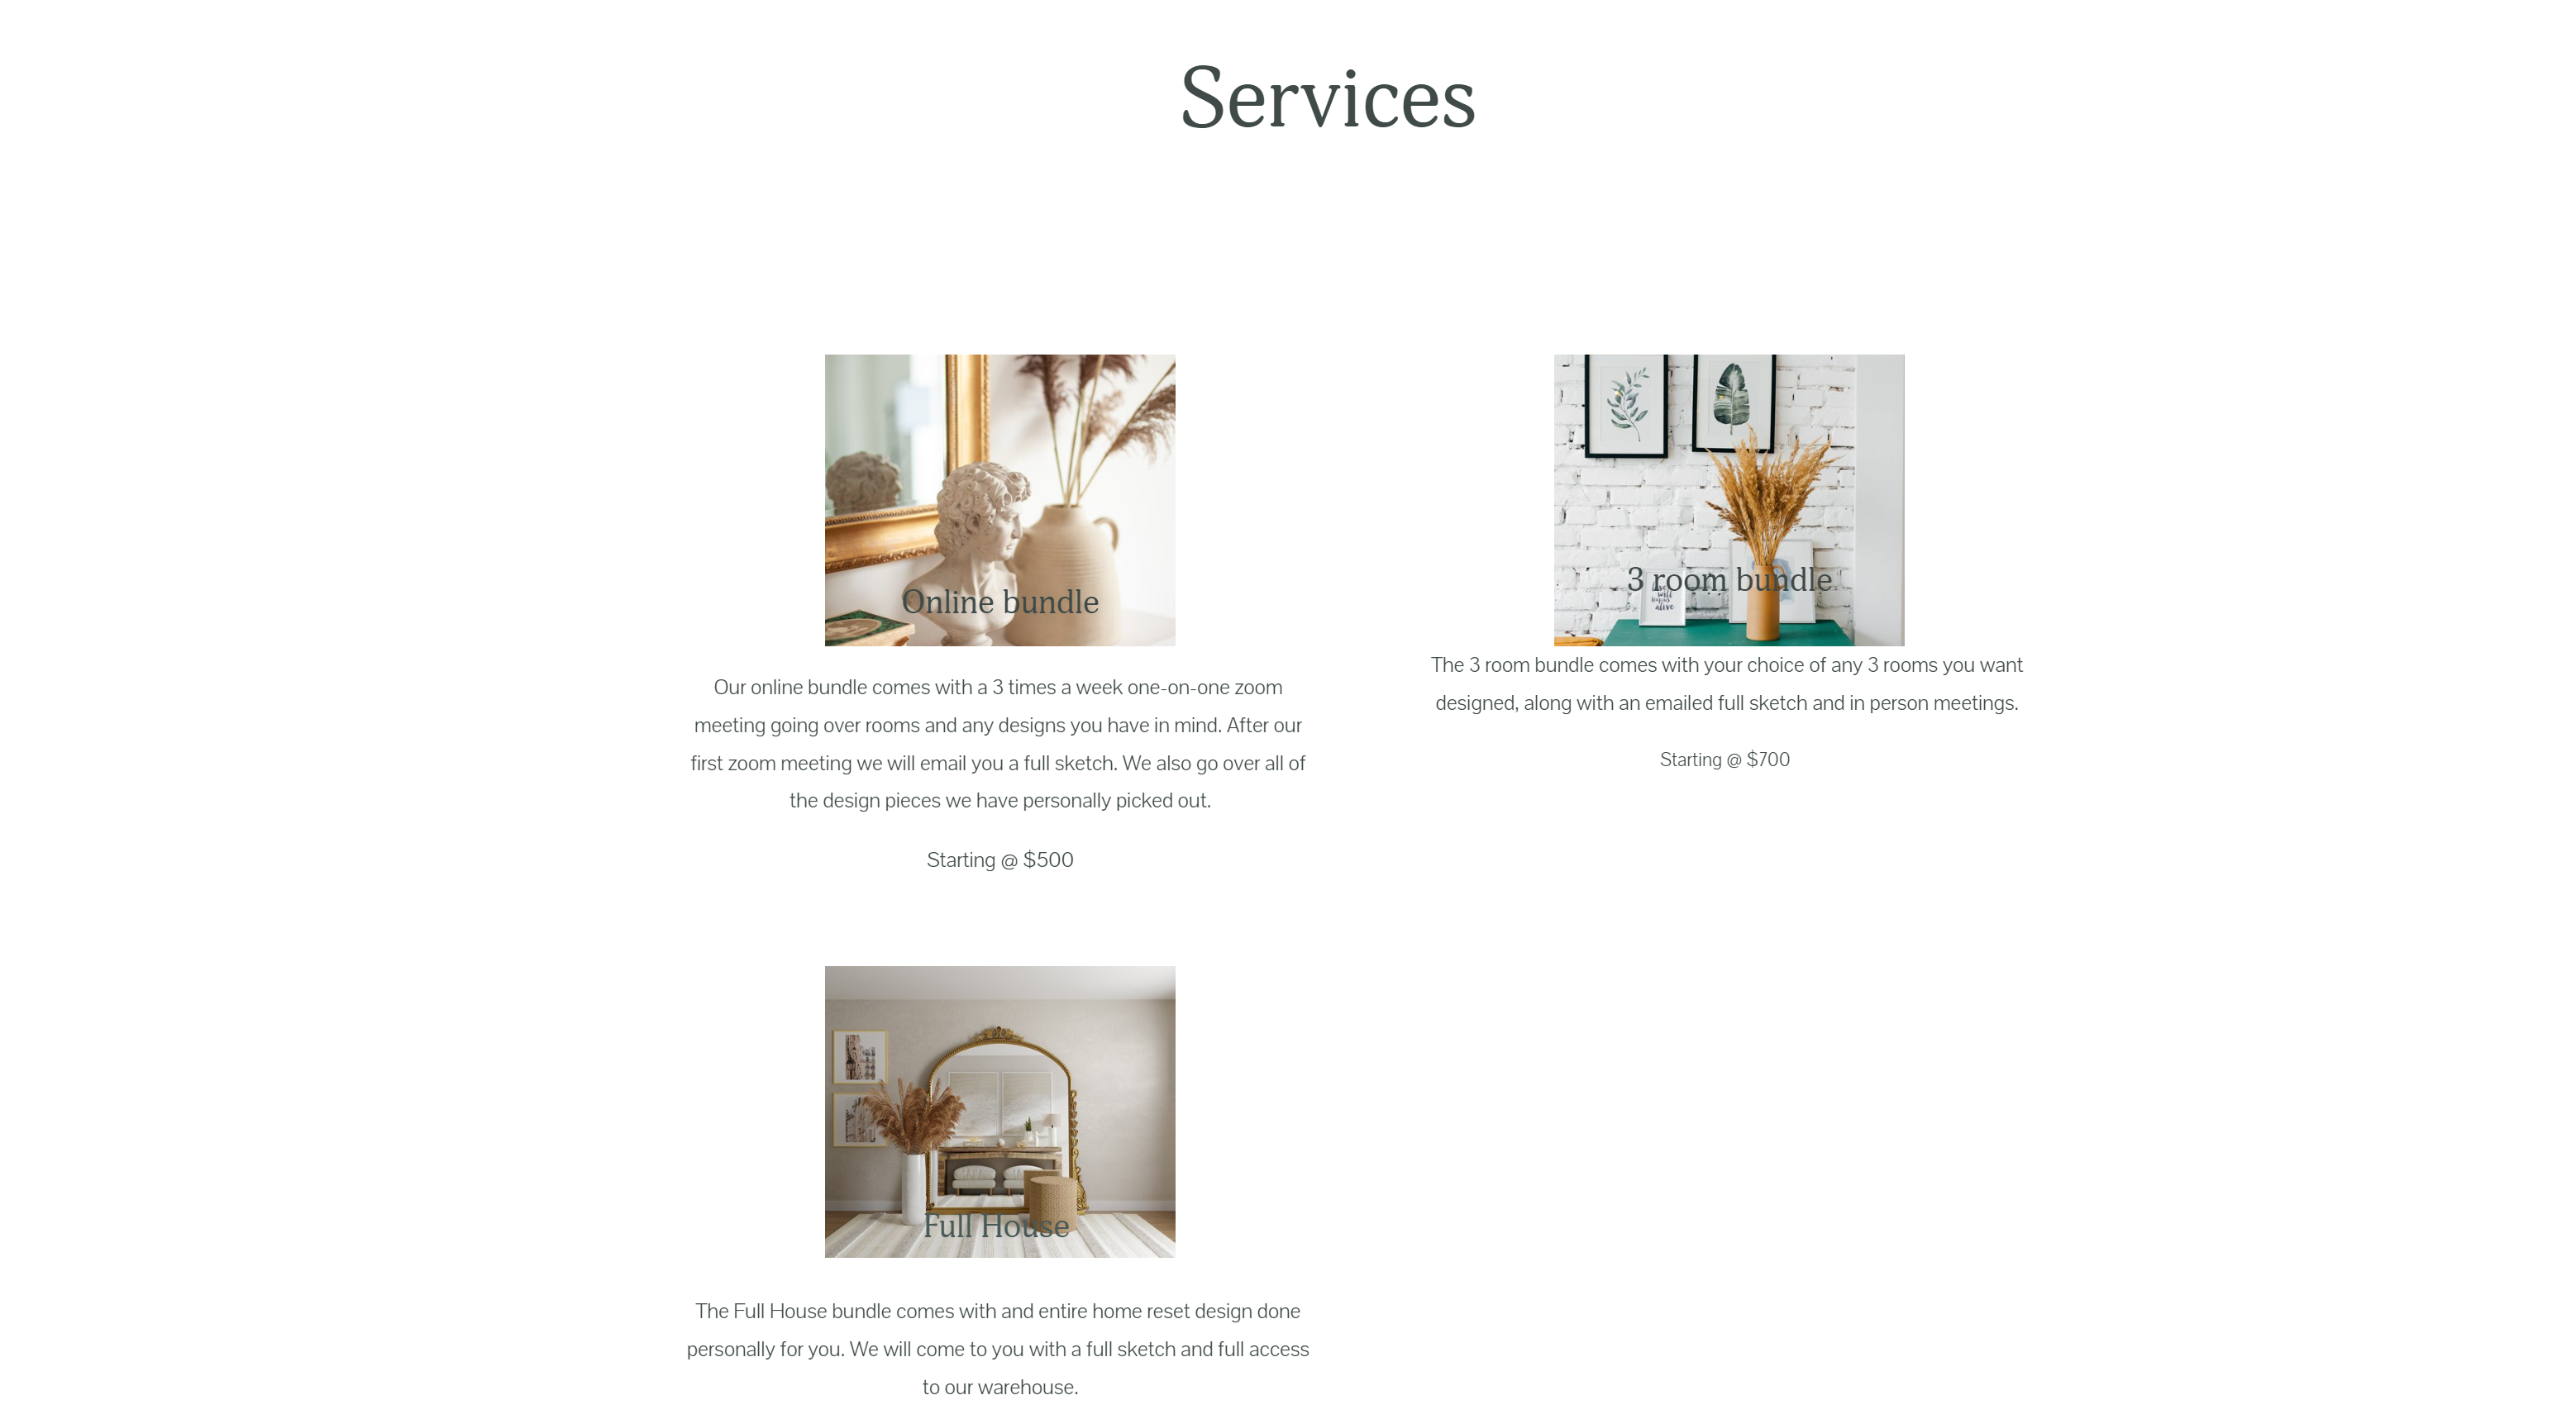 Services
Online bundle
Our online bundle comes with a 3 times a week one-on-one zoom
meeting going over rooms and any designs you have in mind. After our
first zoom meeting we will email you a full sketch. We also go over all of
the design pieces we have personally picked out.
Starting @ $500
3 room bundle
The 3 room bundle comes with your choice of any 3 rooms you want
designed, along with an emailed full sketch and in person meetings.
Starting @ $700
Full House
The Full House bundle comes with and entire home reset design done
personally for you. We will come to you with a full sketch and full access
to our warehouse.